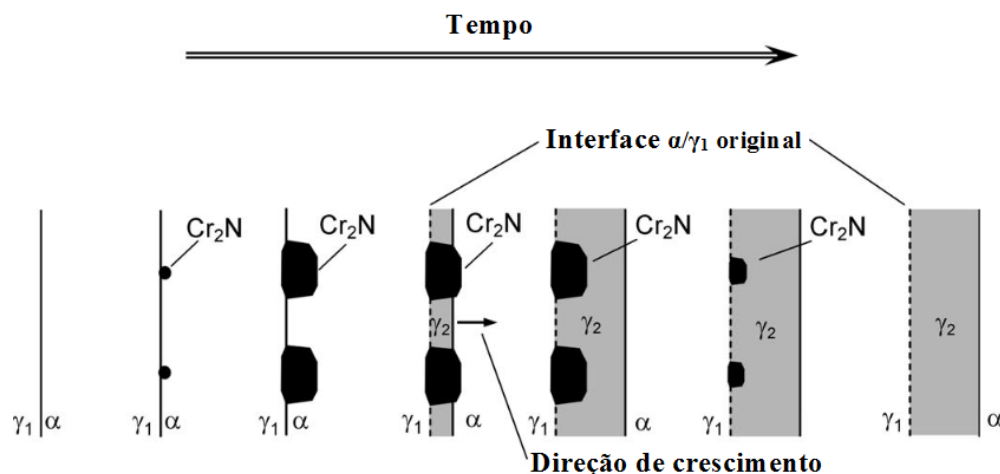 Tempo
Interface α/γ₁ original
Cr₂N
Cr₂N
Cr₂N
Cr₂N
Cr₂N
γ₂
γ₂
γ₂
γ₂
γ₁ α
γ₁ α
γ₁ α
γ₁ α
γ₁ α
γ₁ α
γ₁ α
Direção de crescimento